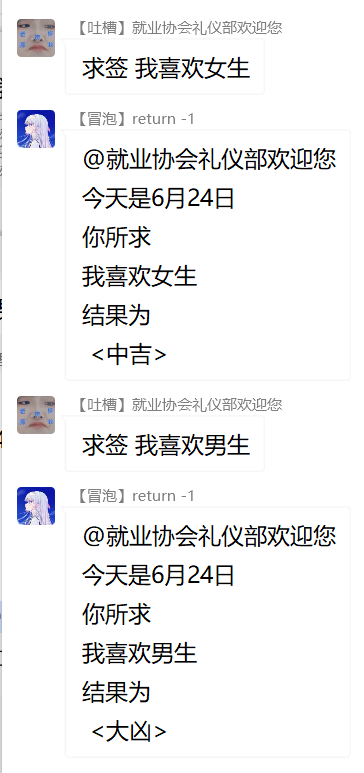 【吐槽】就业协会礼仪部欢迎您
求签 我喜欢女生
【冒泡】return -1
@就业协会礼仪部欢迎您
今天是6月24日
你所求
我喜欢女生
结果为
<中吉>
【吐槽】就业协会礼仪部欢迎您
求签 我喜欢男生
【冒泡】return -1
@就业协会礼仪部欢迎您
今天是6月24日
你所求
我喜欢男生
结果为
<大凶>